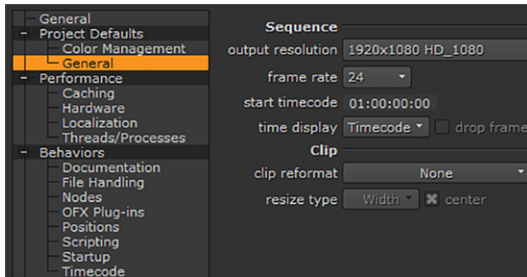 General
- Project Defaults
Color Management
General
- Performance
Caching
Hardware
Localization
Threads/Processes
- Behaviors
Documentation
File Handling
Nodes
OFX Plug-ins
Positions
Scripting
Startup
Timecode
Sequence
output resolution 1920x1080 HD_1080
frame rate 24
start timecode 01:00:00:00
time display Timecode drop frame
Clip
clip reformat None
resize type Width center